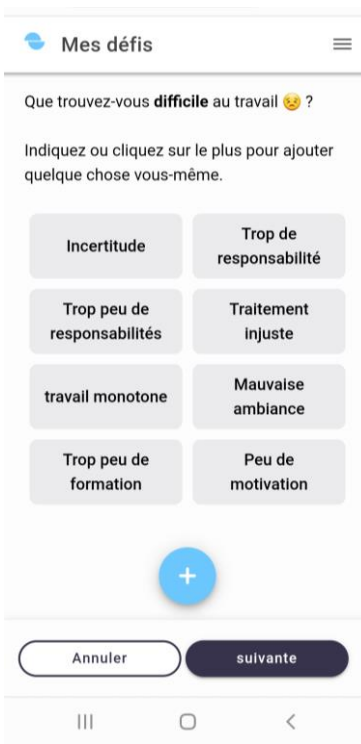 Mes défis
Que trouvez-vous difficile au travail 😣 ?
Indiquez ou cliquez sur le plus pour ajouter
quelque chose vous-même.
Incertitude
Trop de
responsabilité
Trop peu de
responsabilités
Traitement
injuste
travail monotone
Mauvaise
ambiance
Trop peu de
formation
Peu de
motivation
+
Annuler
suivante